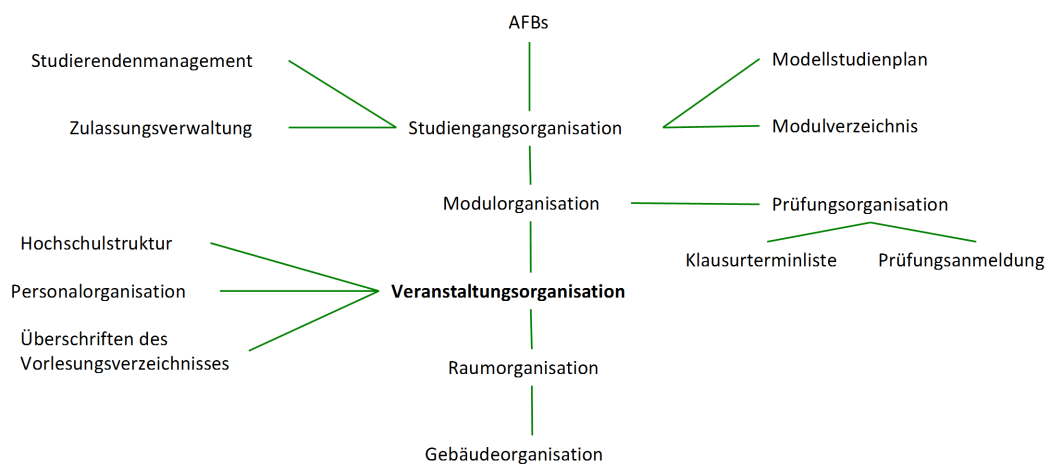 AFBs
Studierendenmanagement
Modellstudienplan
Zulassungsverwaltung
Studiengangsorganisation
Modulverzeichnis
Modulorganisation
Prüfungsorganisation
Hochschulstruktur
Klausurterminliste
Prüfungsanmeldung
Personalorganisation
Veranstaltungsorganisation
Überschriften des
Vorlesungsverzeichnisses
Raumorganisation
Gebäudeorganisation